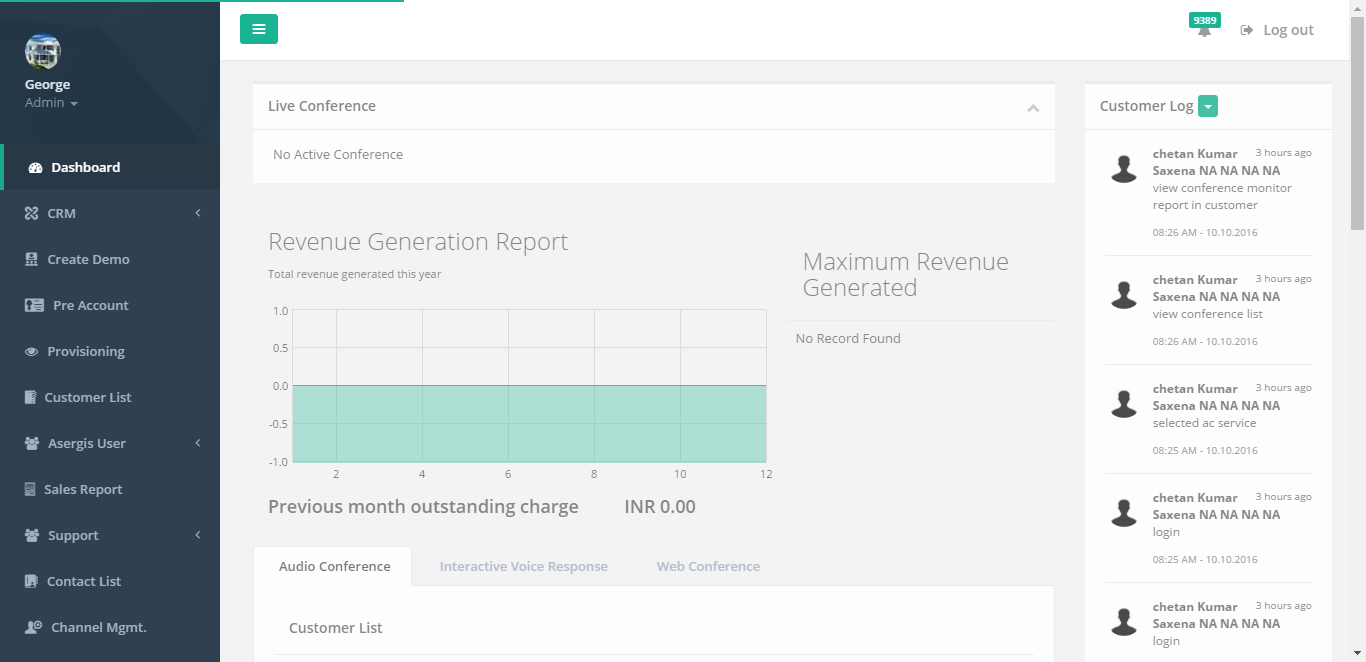 George
Admin
Dashboard
CRM
Create Demo
Pre Account
Provisioning
Customer List
Asergis User
Sales Report
Support
Contact List
Channel Mgmt.
9389
Log out
Live Conference
No Active Conference
Revenue Generation Report
Total revenue generated this year
1.0
0.5
0.0
-0.5
-1.0
2 4 6 8 10 12
Maximum Revenue
Generated
No Record Found
Previous month outstanding charge INR 0.00
Audio Conference Interactive Voice Response Web Conference
Customer List
Customer Log
chetan Kumar 3 hours ago
Saxena NA NA NA NA
view conference monitor
report in customer
08:26 AM - 10.10.2016
chetan Kumar 3 hours ago
Saxena NA NA NA NA
view conference list
08:26 AM - 10.10.2016
chetan Kumar 3 hours ago
Saxena NA NA NA NA
selected ac service
08:25 AM - 10.10.2016
chetan Kumar 3 hours ago
Saxena NA NA NA NA
login
08:25 AM - 10.10.2016
chetan Kumar 3 hours ago
Saxena NA NA NA NA
login